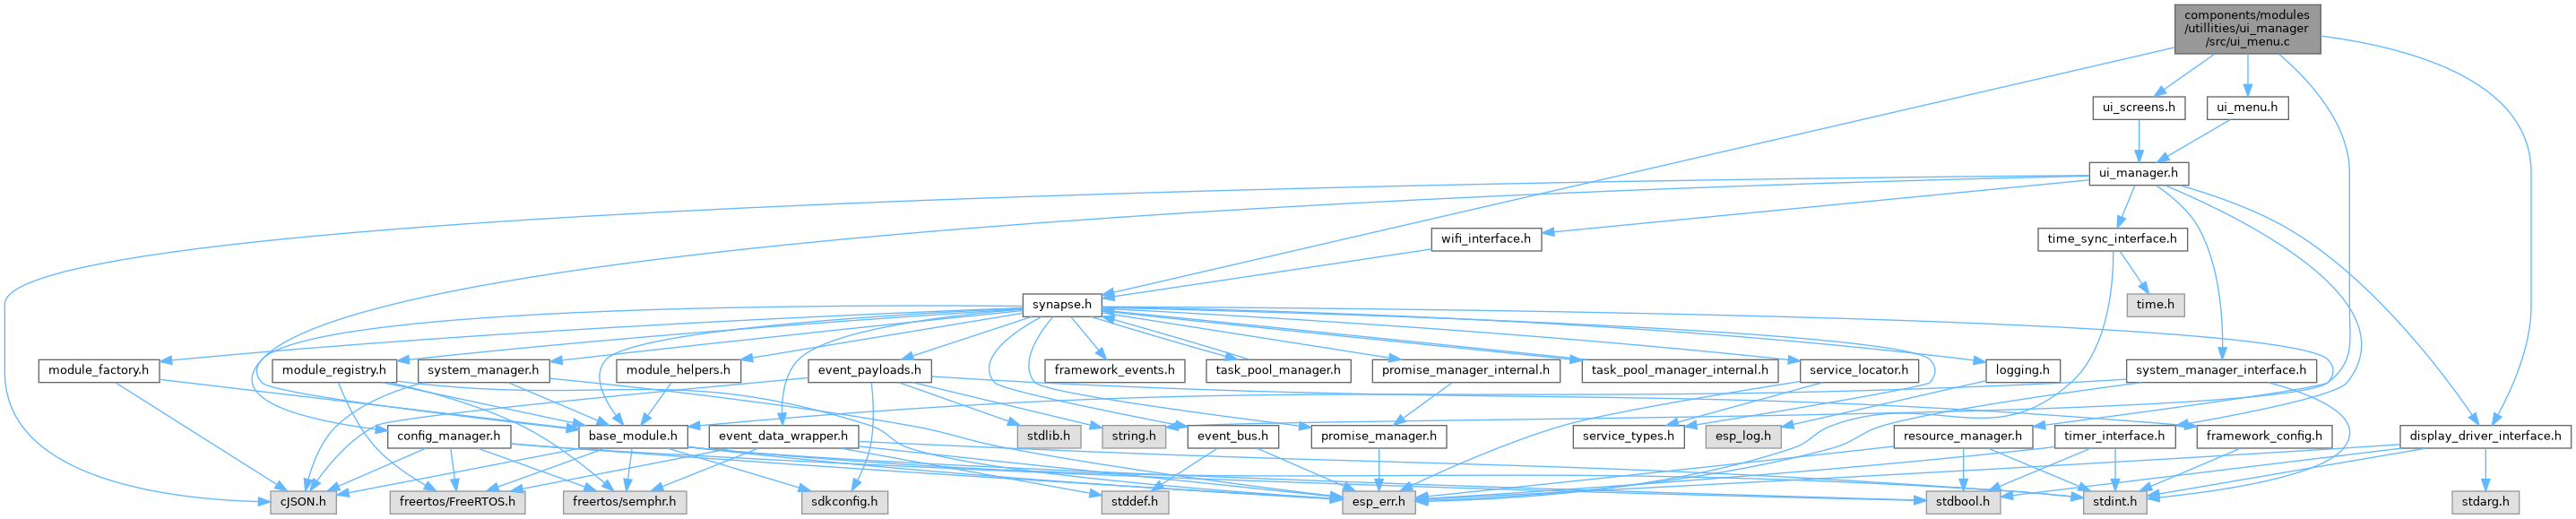 components/modules
/utillities/ui_manager
/src/ui_menu.c
ui_screens.h
ui_menu.h
ui_manager.h
wifi_interface.h
time_sync_interface.h
synapse.h
time.h
module_factory.h
module_registry.h
system_manager.h
module_helpers.h
event_payloads.h
framework_events.h
task_pool_manager.h
promise_manager_internal.h
task_pool_manager_internal.h
service_locator.h
logging.h
system_manager_interface.h
config_manager.h
base_module.h
event_data_wrapper.h
stdlib.h
string.h
event_bus.h
promise_manager.h
service_types.h
esp_log.h
resource_manager.h
timer_interface.h
framework_config.h
display_driver_interface.h
cJSON.h
freertos/FreeRTOS.h
freertos/semphr.h
sdkconfig.h
stddef.h
esp_err.h
stdbool.h
stdint.h
stdarg.h